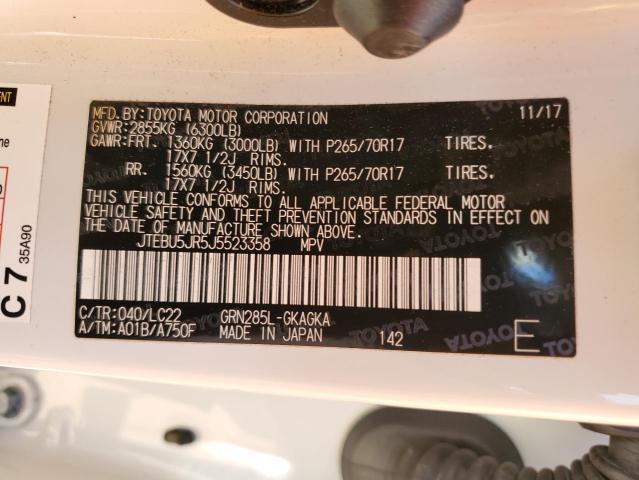 MFD.BY:TOYOTA MOTOR CORPORATION 11/17
GVWR:2855KG (6300LB)
GAWR:FRT. 1360KG (3000LB) WITH P265/70R17 TIRES.
17X7 1/2J RIMS.
RR. 1560KG (3450LB) WITH P265/70R17 TIRES.
17X7 1/2J RIMS.
THIS VEHICLE CONFORMS TO ALL APPLICABLE FEDERAL MOTOR
VEHICLE SAFETY AND THEFT PREVENTION STANDARDS IN EFFECT ON
THE DATE OF MANUFACTURE SHOWN ABOVE.
JTEBU5JR5J5523358 MPV
C/TR:040/LC22 GRN285L-GKAGKA
A/TM:A01B/A750F MADE IN JAPAN 142 E
C 7
35A90
TOYOTA